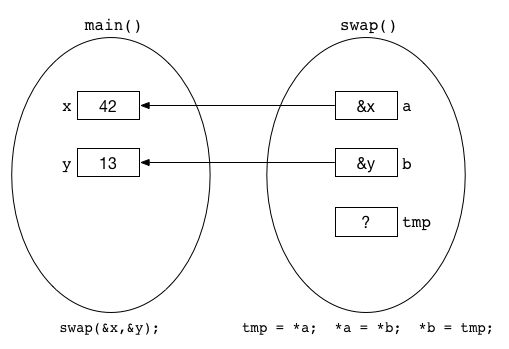 main() swap()
x 42 &x a
y 13 &y b
? tmp
swap(&x,&y); tmp = *a; *a = *b; *b = tmp;